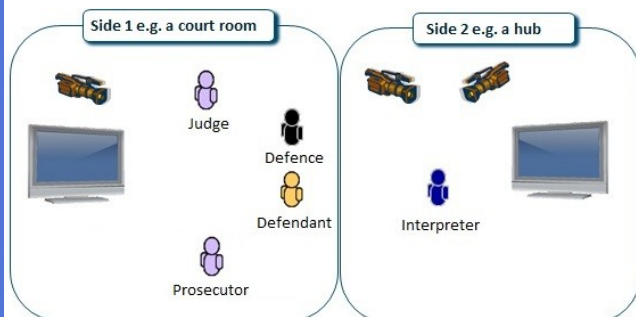 Side 1 e.g. a court room
Side 2 e.g. a hub
Judge
Defence
Defendant
Interpreter
Prosecutor